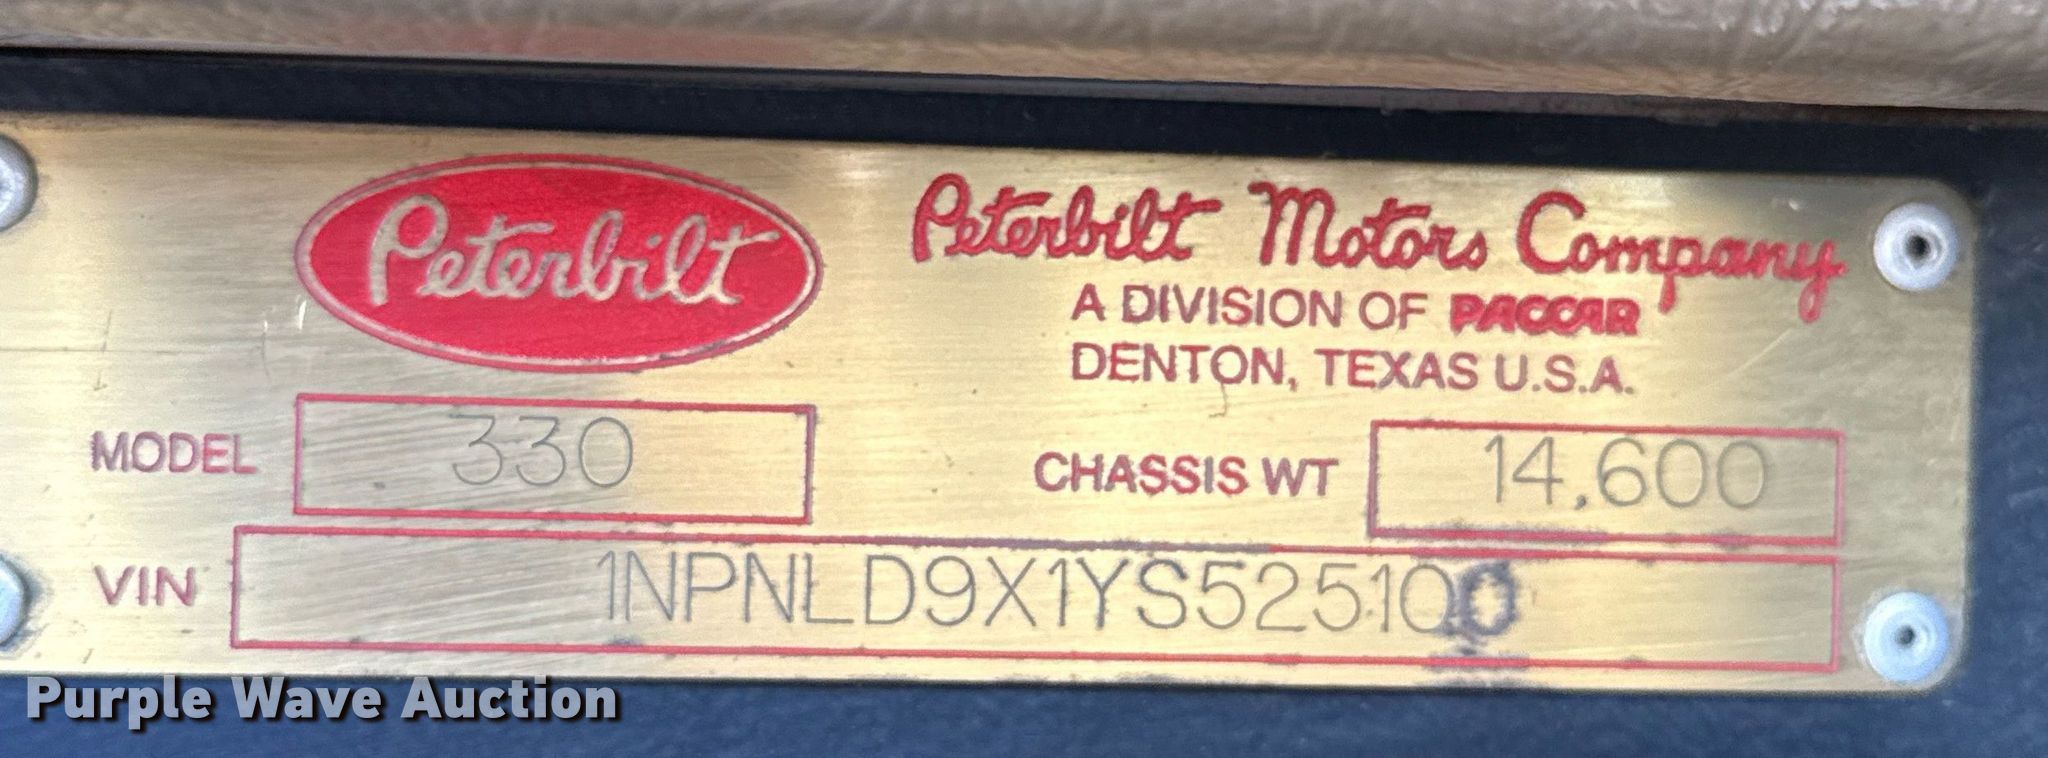 Peterbilt
Peterbilt Motors Company
A DIVISION OF PACCAR
DENTON, TEXAS U.S.A.
MODEL 330
CHASSIS WT 14,600
VIN 1NPNLD9X1YS525100
Purple Wave Auction